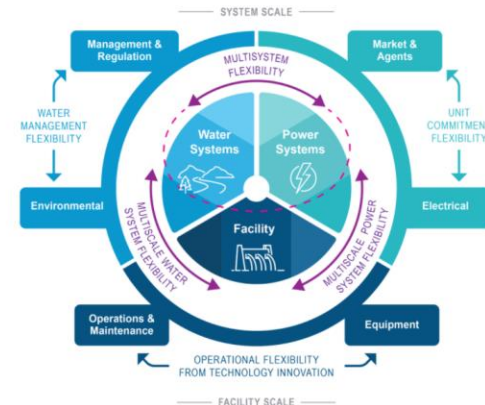 SYSTEM SCALE
Management &
Regulation
Market &
Agents
MULTISYSTEM
FLEXIBILITY
WATER
MANAGEMENT
FLEXIBILITY
UNIT
COMMITMENT
FLEXIBILITY
Water
Systems
Power
Systems
Environmental
Electrical
MULTISCALE WATER
SYSTEM FLEXIBILITY
Facility
MULTISCALE POWER
SYSTEM FLEXIBILITY
Operations &
Maintenance
Equipment
OPERATIONAL FLEXIBILITY
FROM TECHNOLOGY INNOVATION
FACILITY SCALE